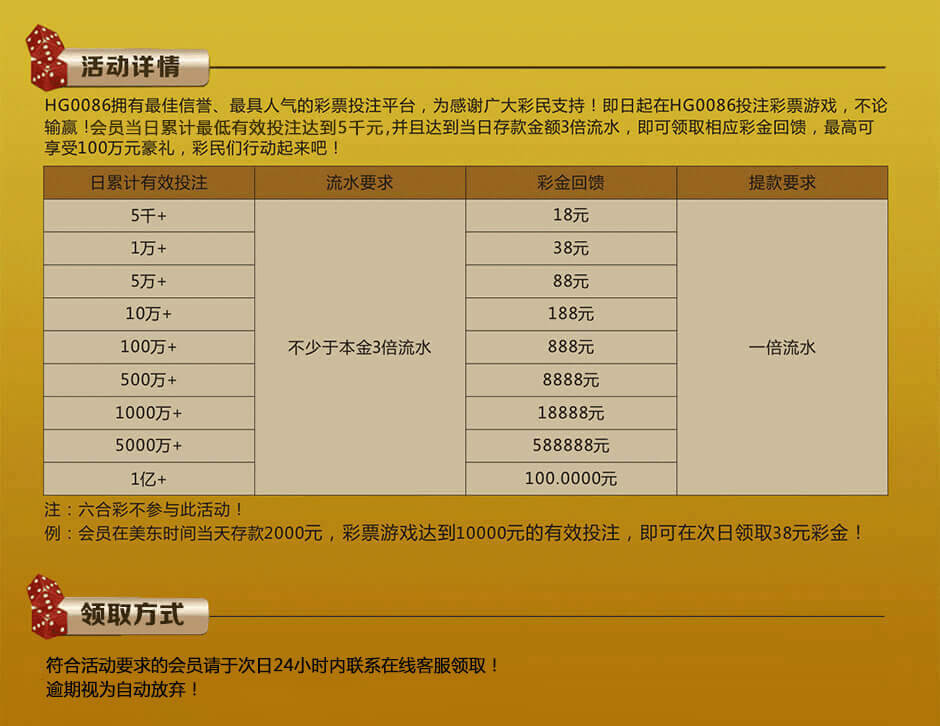 活动详情
HG0086拥有最佳信誉、最具人气的彩票投注平台，为感谢广大彩民支持！即日起在HG0086投注彩票游戏，不论
输赢！会员当日累计最低有效投注达到5千元,并且达到当日存款金额3倍流水，即可领取相应彩金回馈，最高可
享受100万元豪礼，彩民们行动起来吧！
日累计有效投注 流水要求 彩金回馈 提款要求
5千+ 18元
1万+ 38元
5万+ 88元
10万+ 188元
100万+ 不少于本金3倍流水 888元 一倍流水
500万+ 8888元
1000万+ 18888元
5000万+ 588888元
1亿+ 100.0000元
注：六合彩不参与此活动！
例：会员在美东时间当天存款2000元，彩票游戏达到10000元的有效投注，即可在次日领取38元彩金！
领取方式
符合活动要求的会员请于次日24小时内联系在线客服领取！
逾期视为自动放弃！